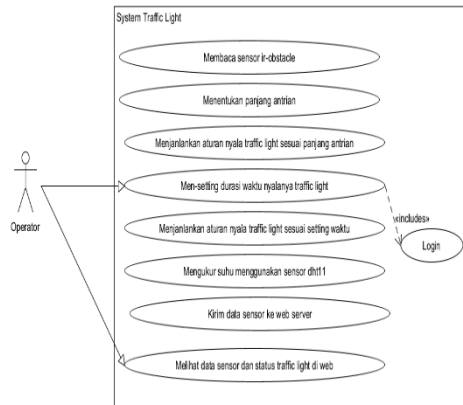 System Traffic Light
Membaca sensor ir-obstacle
Menentukan panjang antrian
Menjanlankan aturan nyala traffic light sesuai panjang antrian
Men-setting durasi waktu nyalanya traffic light
«includes»
Operator
Menjanlankan aturan nyala traffic light sesuai setting waktu
Login
Mengukur suhu menggunakan sensor dht11
Kirim data sensor ke web server
Melihat data sensor dan status traffic light di web